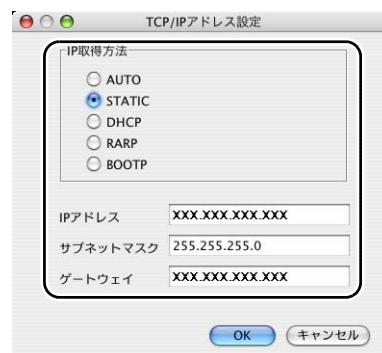 TCP/IPアドレス設定
IP取得方法
AUTO
STATIC
DHCP
RARP
BOOTP
IPアドレス XXX.XXX.XXX.XXX
サブネットマスク 255.255.255.0
ゲートウェイ XXX.XXX.XXX.XXX
OK キャンセル